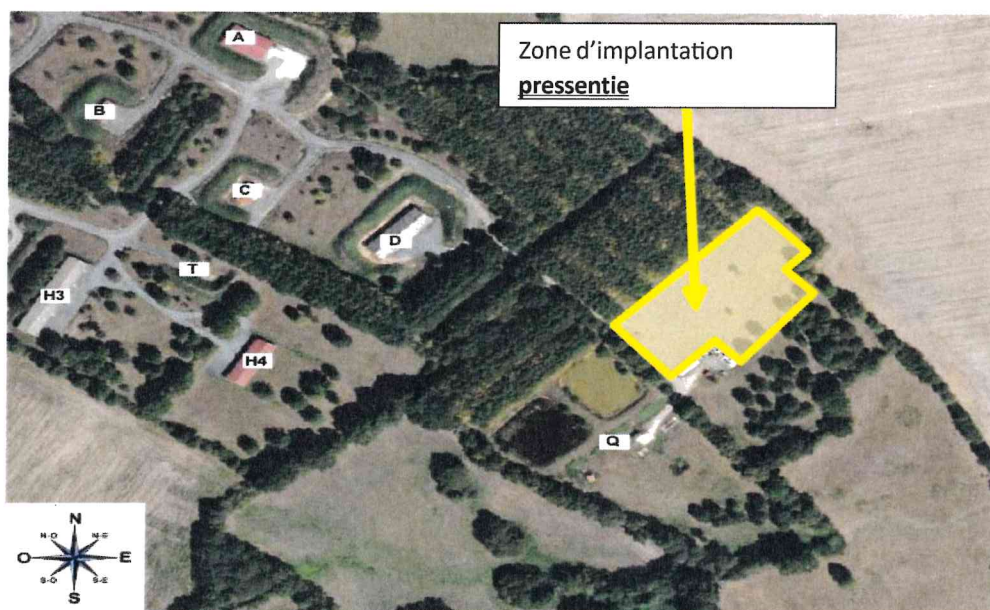 Zone d'implantation
pressentie
A
B
C
D
T
H3
H4
Q
N
N-O N-E
O E
S-O S-E
S